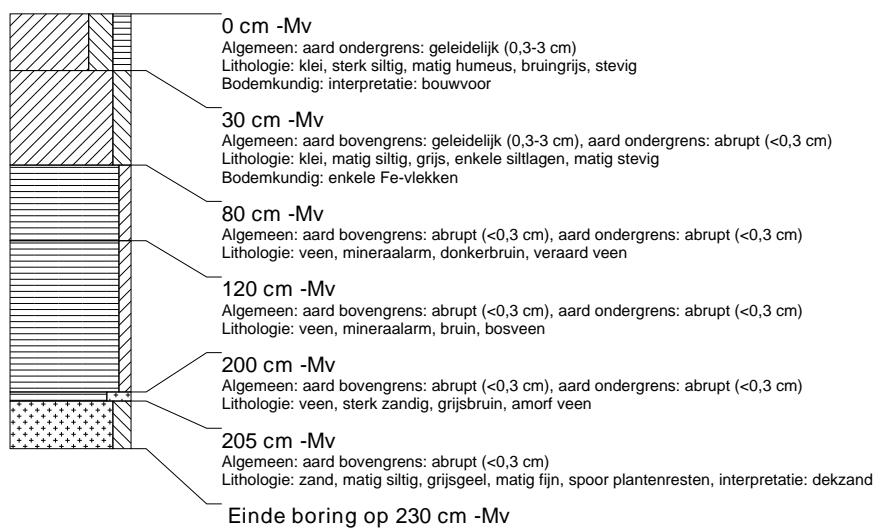 0 cm -Mv
Algemeen: aard ondergrens: geleidelijk (0,3-3 cm)
Lithologie: klei, sterk siltig, matig humeus, bruingrijs, stevig
Bodemkundig: interpretatie: bouwvoor
30 cm -Mv
Algemeen: aard bovengrens: geleidelijk (0,3-3 cm), aard ondergrens: abrupt (<0,3 cm)
Lithologie: klei, matig siltig, grijs, enkele siltlagen, matig stevig
Bodemkundig: enkele Fe-vlekken
80 cm -Mv
Algemeen: aard bovengrens: abrupt (<0,3 cm), aard ondergrens: abrupt (<0,3 cm)
Lithologie: veen, mineraalarm, donkerbruin, veraard veen
120 cm -Mv
Algemeen: aard bovengrens: abrupt (<0,3 cm), aard ondergrens: abrupt (<0,3 cm)
Lithologie: veen, mineraalarm, bruin, bosveen
200 cm -Mv
Algemeen: aard bovengrens: abrupt (<0,3 cm), aard ondergrens: abrupt (<0,3 cm)
Lithologie: veen, sterk zandig, grijsbruin, amorf veen
205 cm -Mv
Algemeen: aard bovengrens: abrupt (<0,3 cm)
Lithologie: zand, matig siltig, grijsgeel, matig fijn, spoor plantenresten, interpretatie: dekzand
Einde boring op 230 cm -Mv